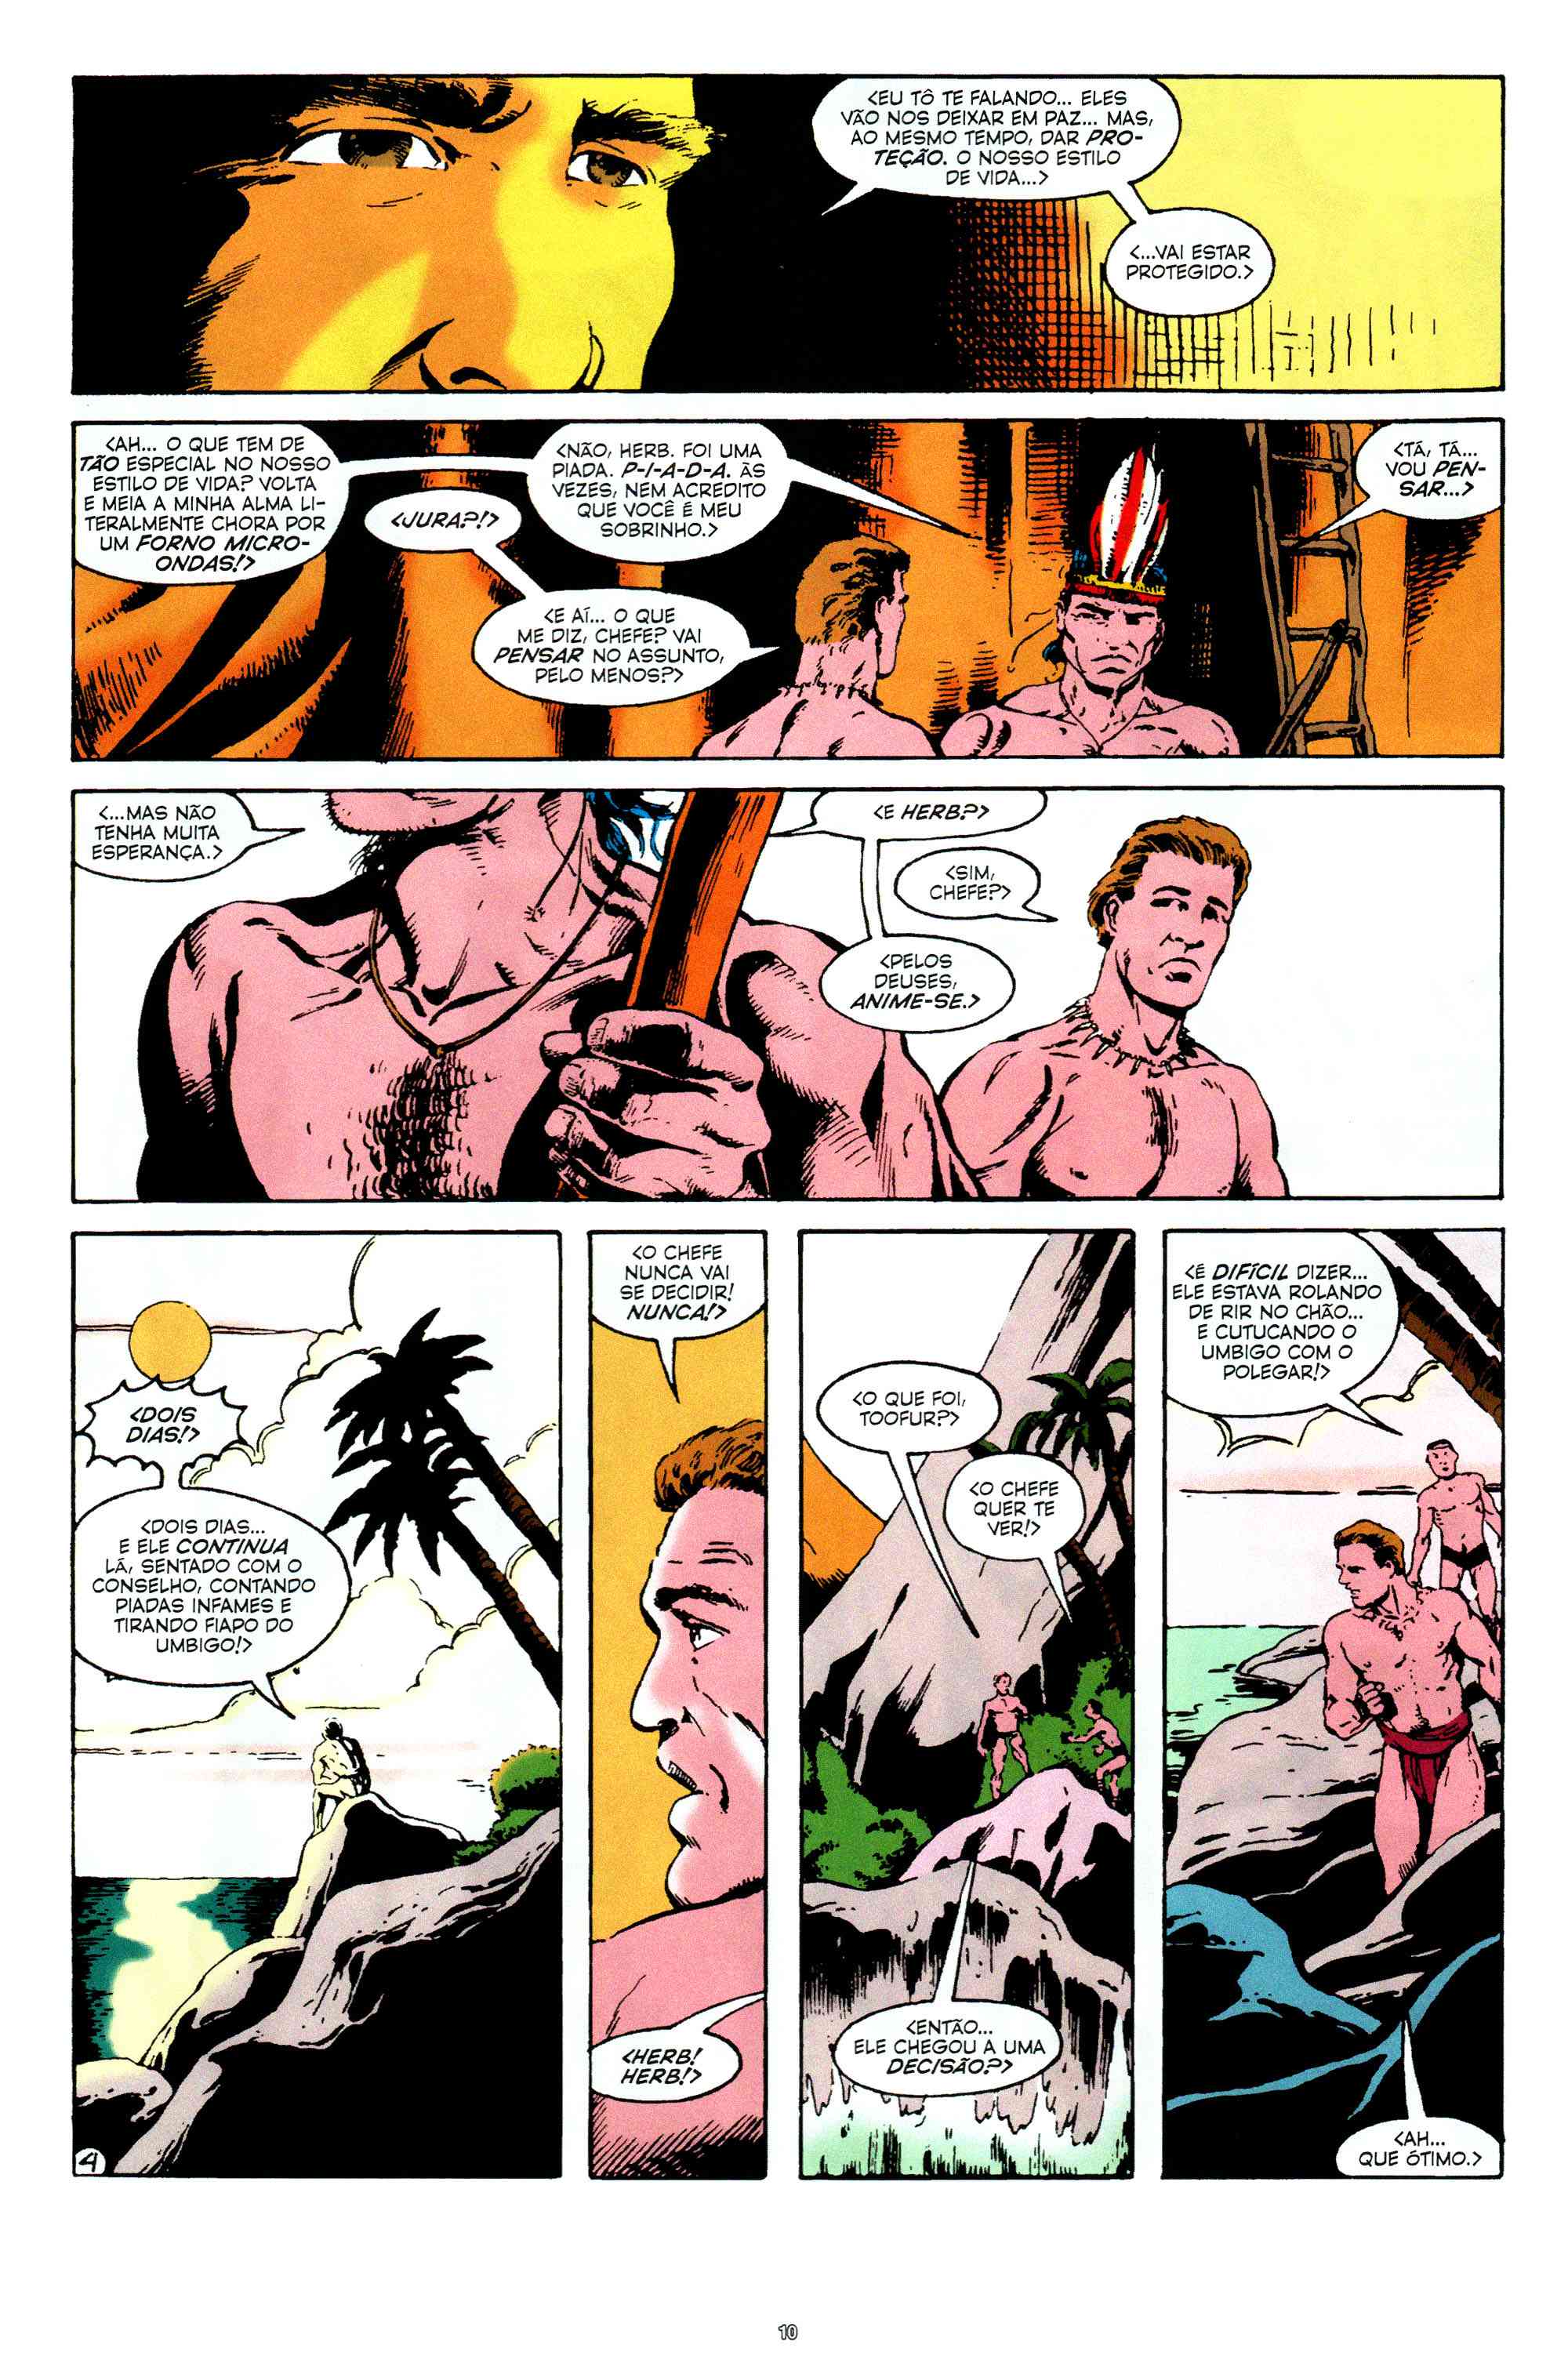 <EU TÔ TE FALANDO... ELES
VÃO NOS DEIXAR EM PAZ... MAS,
AO MESMO TEMPO, DAR PRO-
TEÇÃO. O NOSSO ESTILO
DE VIDA...>
<...VAI ESTAR
PROTEGIDO.>
<AH... O QUE TEM DE
TÃO ESPECIAL NO NOSSO
ESTILO DE VIDA? VOLTA
E MEIA A MINHA ALMA LI-
TERALMENTE CHORA POR
UM FORNO MICRO-
ONDAS!>
<JURA?!>
<NÃO, HERB. FOI UMA
PIADA. P-I-A-D-A. ÀS
VEZES, NEM ACREDITO
QUE VOCÊ É MEU
SOBRINHO.>
<E AÍ... O QUE
ME DIZ, CHEFE? VAI
PENSAR NO ASSUNTO,
PELO MENOS?>
<TÁ, TÁ...
VOU PEN-
SAR...>
<...MAS NÃO
TENHA MUITA
ESPERANÇA.>
<E HERB?>
<SIM,
CHEFE?>
<PELOS
DEUSES,
ANIME-SE.>
<DOIS
DIAS!>
<DOIS DIAS...
E ELE CONTINUA
LÁ, SENTADO COM O
CONSELHO, CONTANDO
PIADAS INFAMES E
TIRANDO FIAPO DO
UMBIGO!>
4
<O CHEFE
NUNCA VAI
SE DECIDIR!
NUNCA!>
<HERB!
HERB!>
<O QUE FOI,
TOOFUR?>
<O CHEFE
QUER TE
VER!>
<ENTÃO...
ELE CHEGOU A UMA
DECISÃO?>
<É DIFÍCIL DIZER...
ELE ESTAVA ROLANDO
DE RIR NO CHÃO...
E CUTUCANDO O
UMBIGO COM O
POLEGAR!>
<AH...
QUE ÓTIMO.>
10